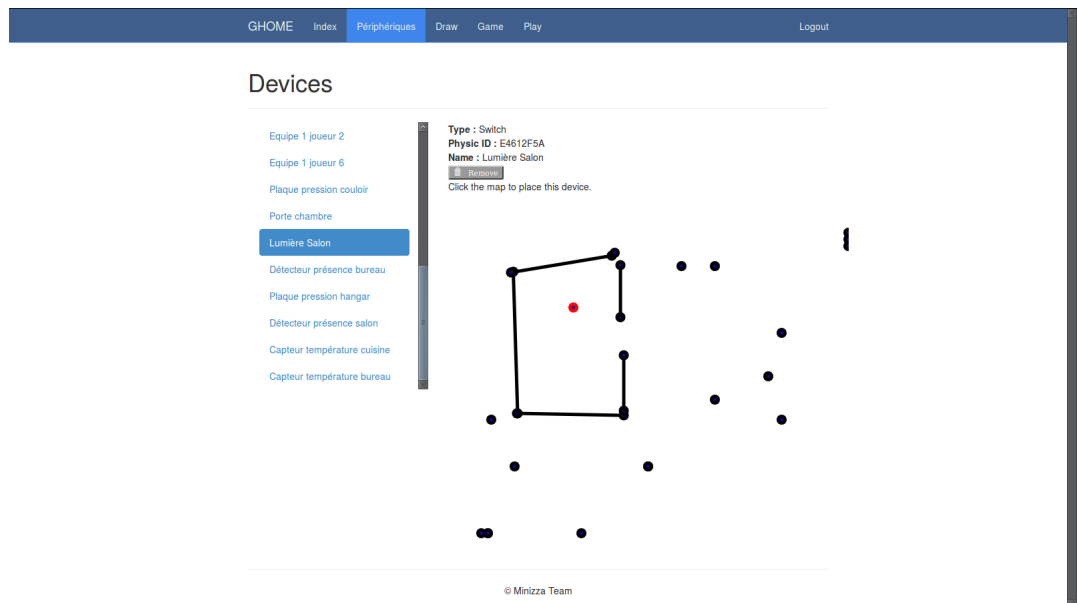 GHOME Index Périphériques Draw Game Play Logout
Devices
Equipe 1 joueur 2
Equipe 1 joueur 6
Plaque pression couloir
Porte chambre
Lumière Salon
Détecteur présence bureau
Plaque pression hangar
Détecteur présence salon
Capteur température cuisine
Capteur température bureau
Type : Switch
Physic ID : E4612F5A
Name : Lumière Salon
Remove
Click the map to place this device.
© Minizza Team